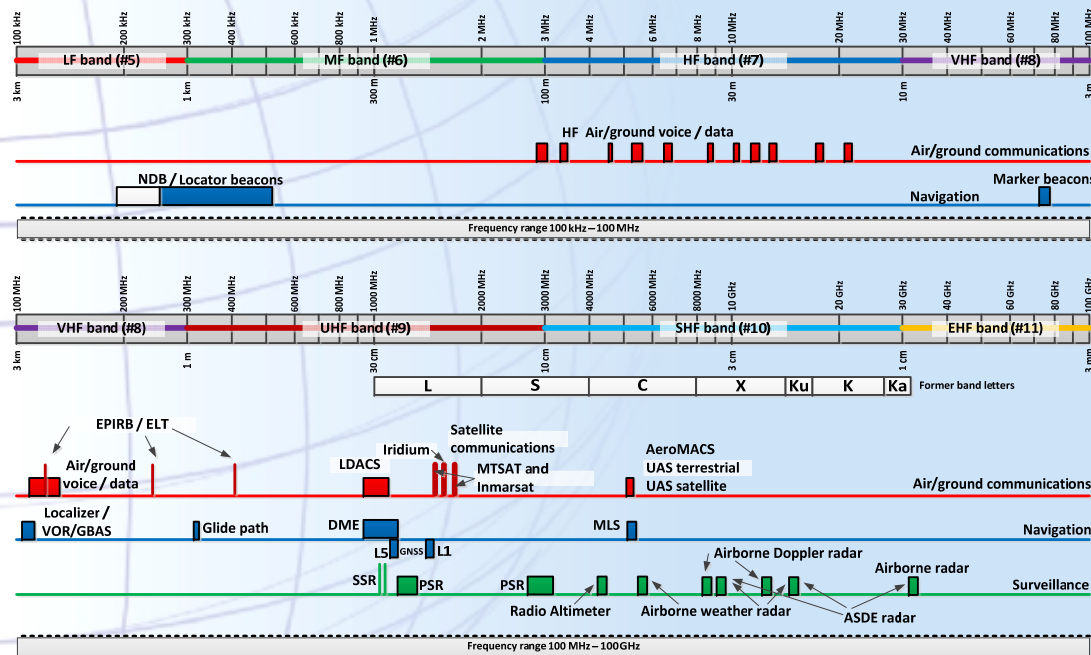 100 kHz 200 kHz 300 kHz 400 kHz 600 kHz 800 kHz 1 MHz 2 MHz 3 MHz 4 MHz 6 MHz 8 MHz 10 MHz 20 MHz 30 MHz 40 MHz 60 MHz 80 MHz 100 MHz
LF band (#5) MF band (#6) HF band (#7) VHF band (#8)
3 km 1 km 300 m 100 m 30 m 10 m 3 m
HF Air/ground voice / data
Air/ground communications
NDB / Locator beacons
Marker beacons
Navigation
Frequency range 100 kHz – 100 MHz
100 MHz 200 MHz 300 MHz 400 MHz 600 MHz 800 MHz 1000 MHz 2000 MHz 3000 MHz 4000 MHz 6000 MHz 8000 MHz 10 GHz 20 GHz 30 GHz 40 GHz 60 GHz 80 GHz 100 GHz
VHF band (#8) UHF band (#9) SHF band (#10) EHF band (#11)
3 km 1 m 30 cm 10 cm 3 cm 1 cm 3 mm
L S C X Ku K Ka Former band letters
EPIRB / ELT
Air/ground
voice / data
LDACS
Iridium
Satellite
communications
MTSAT and
Inmarsat
AeroMACS
UAS terrestrial
UAS satellite
Air/ground communications
Localizer /
VOR/GBAS
Glide path
DME
MLS
Navigation
L5 GNSS L1
SSR
PSR
PSR
Airborne Doppler radar
Airborne radar
Surveillance
Radio Altimeter
Airborne weather radar
ASDE radar
Frequency range 100 MHz – 100 GHz